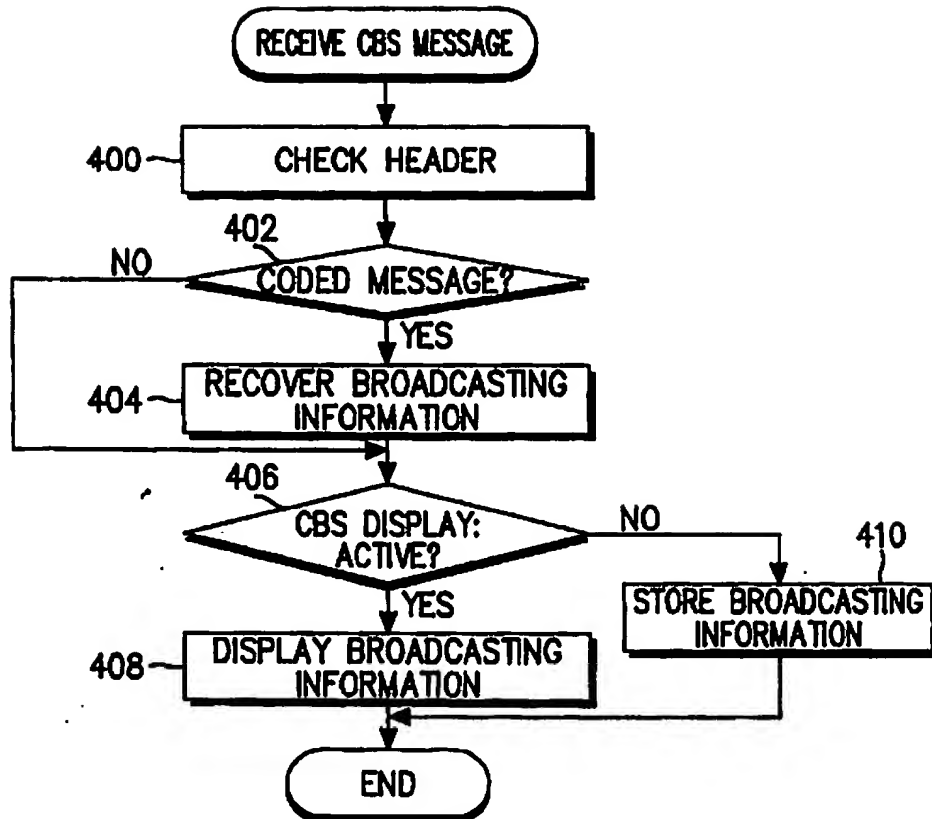 RECEIVE CBS MESSAGE
400
CHECK HEADER
402
NO
CODED MESSAGE?
YES
404
RECOVER BROADCASTING
INFORMATION
406
CBS DISPLAY:
ACTIVE?
NO
410
YES
STORE BROADCASTING
INFORMATION
408
DISPLAY BROADCASTING
INFORMATION
END